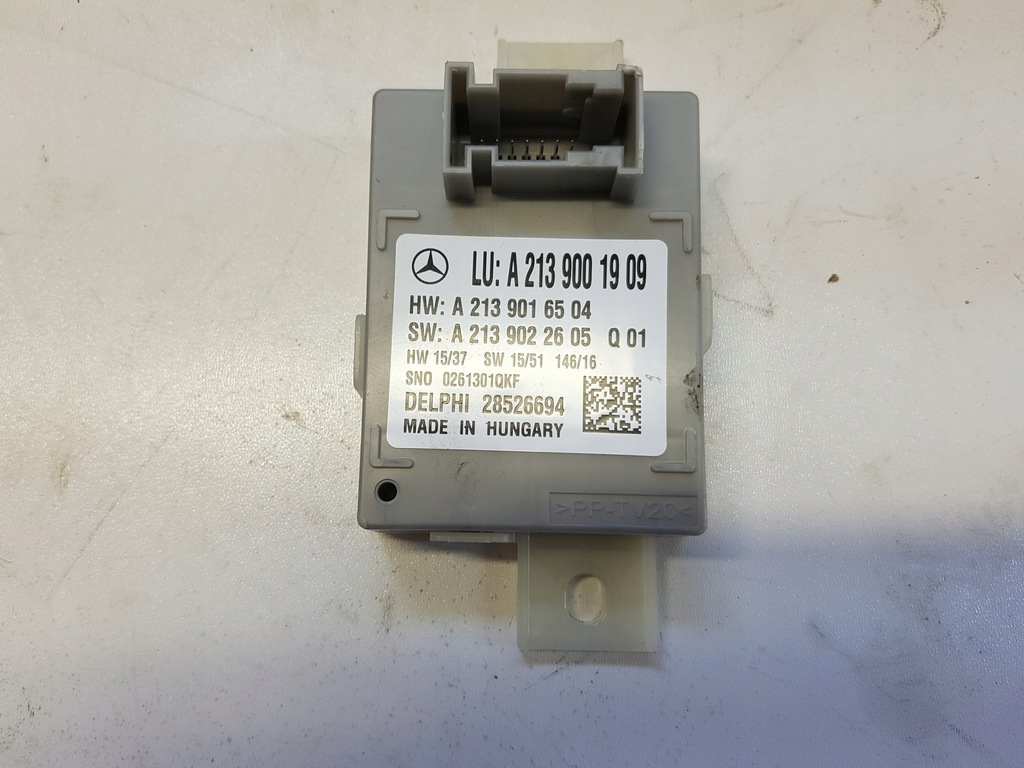 LU: A 213 900 19 09
HW: A 213 901 65 04
SW: A 213 902 26 05 Q 01
HW 15/37 SW 15/51 146/16
SNO 0261301QKF
DELPHI 28526694
MADE IN HUNGARY
>PP-TV20<